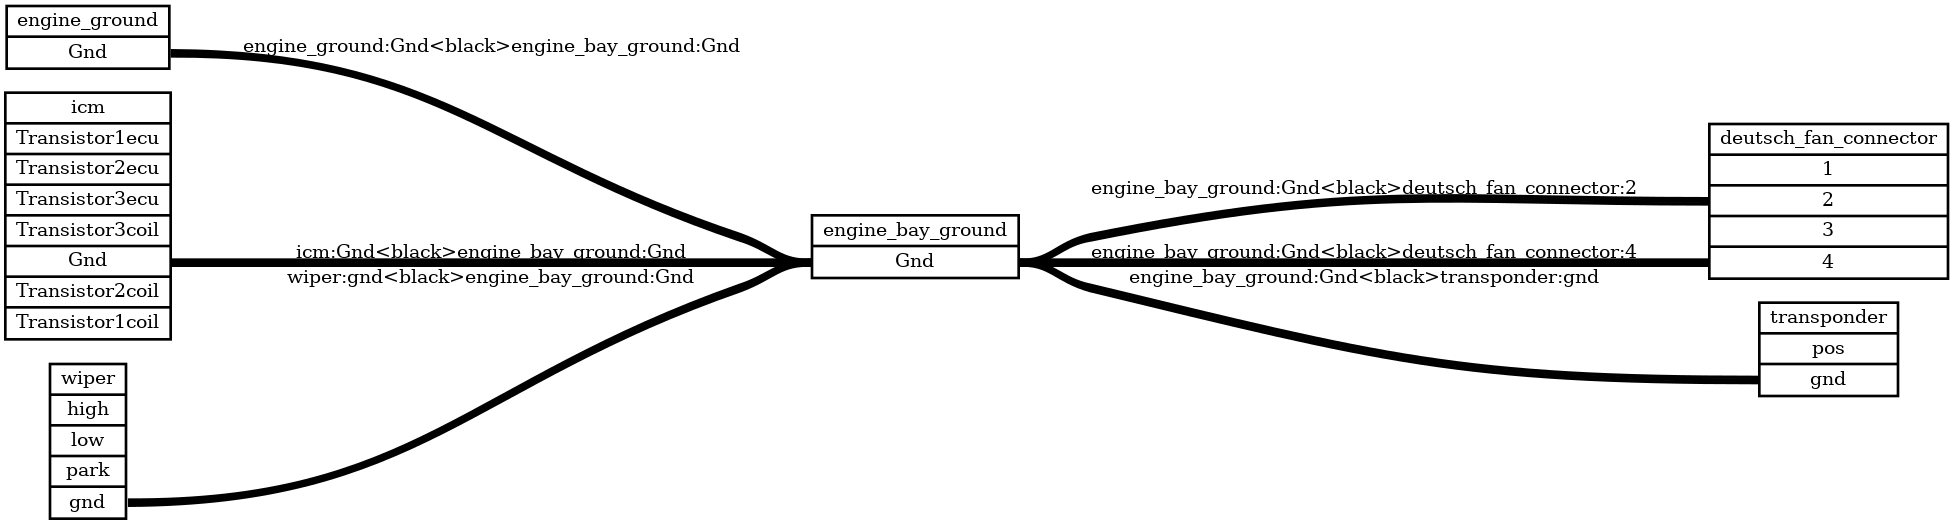 engine_ground
Gnd
engine_ground:Gnd<black>engine_bay_ground:Gnd
icm
Transistor1ecu
Transistor2ecu
Transistor3ecu
Transistor3coil
Gnd
Transistor2coil
Transistor1coil
icm:Gnd<black>engine_bay_ground:Gnd
wiper:gnd<black>engine_bay_ground:Gnd
wiper
high
low
park
gnd
engine_bay_ground
Gnd
engine_bay_ground:Gnd<black>deutsch_fan_connector:2
engine_bay_ground:Gnd<black>deutsch_fan_connector:4
engine_bay_ground:Gnd<black>transponder:gnd
deutsch_fan_connector
1
2
3
4
transponder
pos
gnd